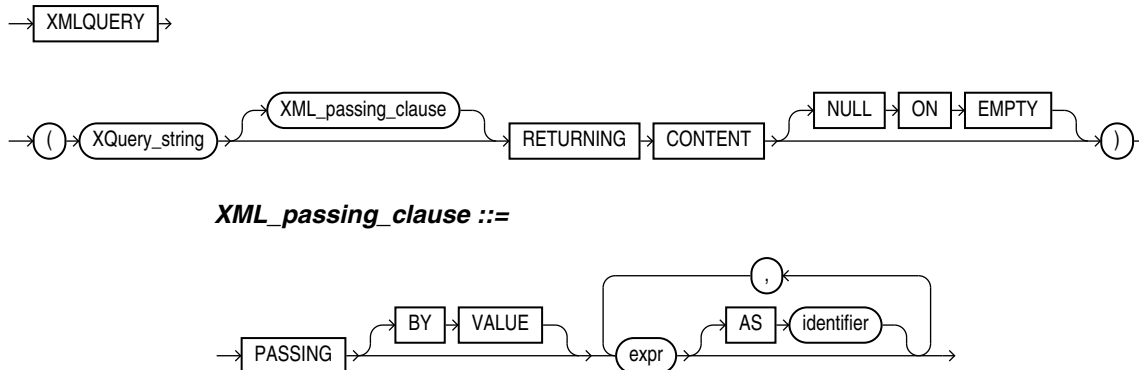 XMLQUERY
XML_passing_clause NULL ON EMPTY
( XQuery_string RETURNING CONTENT )
XML_passing_clause ::=
,
BY VALUE AS identifier
PASSING expr